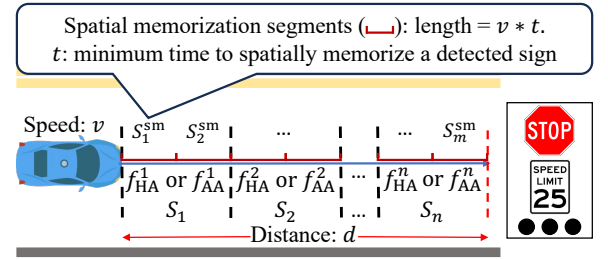 Spatial memorization segments (⎵): length = v * t.
t: minimum time to spatially memorize a detected sign
Speed: v S₁ˢᵐ S₂ˢᵐ ... ... Sₘˢᵐ
STOP
f¹_HA or f¹_AA f²_HA or f²_AA ... fⁿ_HA or fⁿ_AA
SPEED
LIMIT
25
S₁ S₂ ... Sₙ
Distance: d